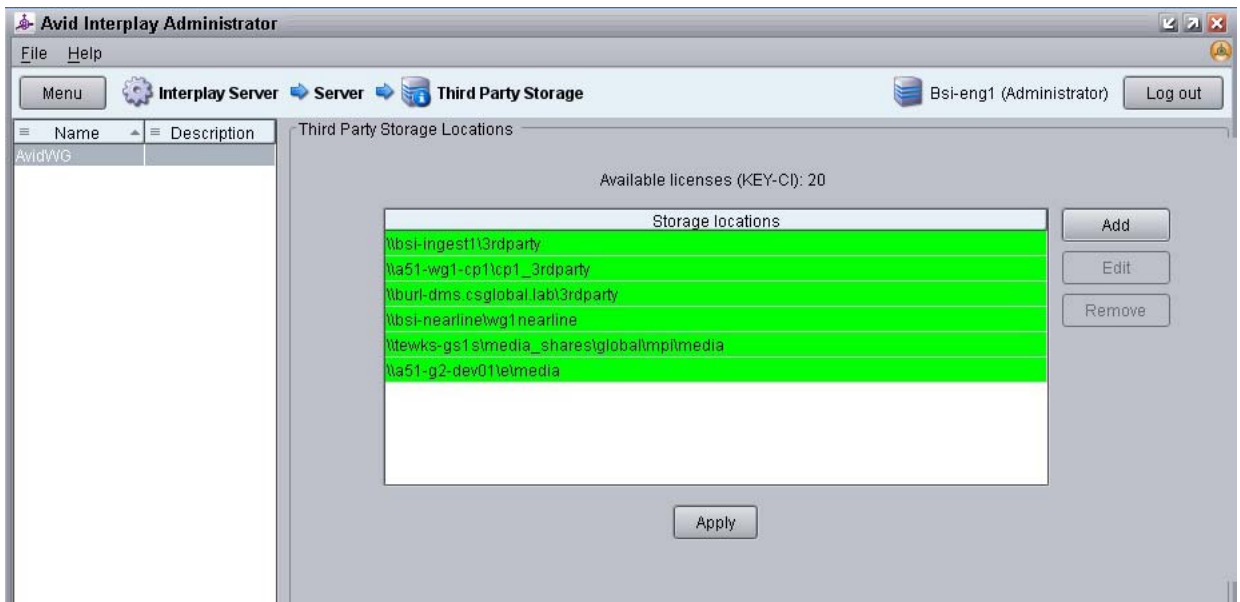 Avid Interplay Administrator
File Help
Menu Interplay Server Server Third Party Storage Bsi-eng1 (Administrator) Log out
Name Description
AvidWG
Third Party Storage Locations
Available licenses (KEY-CI): 20
Storage locations
\\bsi-ingest1\3rdparty
\\a51-wg1-cp1\cp1_3rdparty
\\burl-dms.csglobal.lab\3rdparty
\\bsi-nearline\wg1nearline
\\tewks-gs1s\media_shares\global\mpi\media
\\a51-g2-dev01\e\media
Add
Edit
Remove
Apply